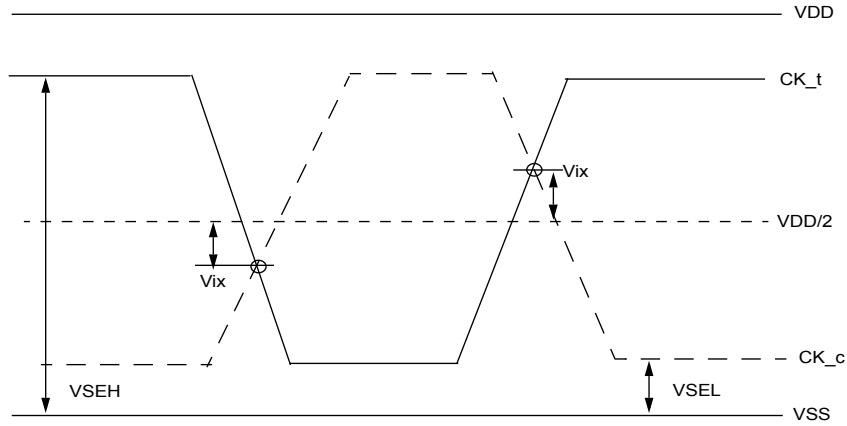 VDD
CK_t
Vix
VDD/2
Vix
CK_c
VSEH
VSEL
VSS